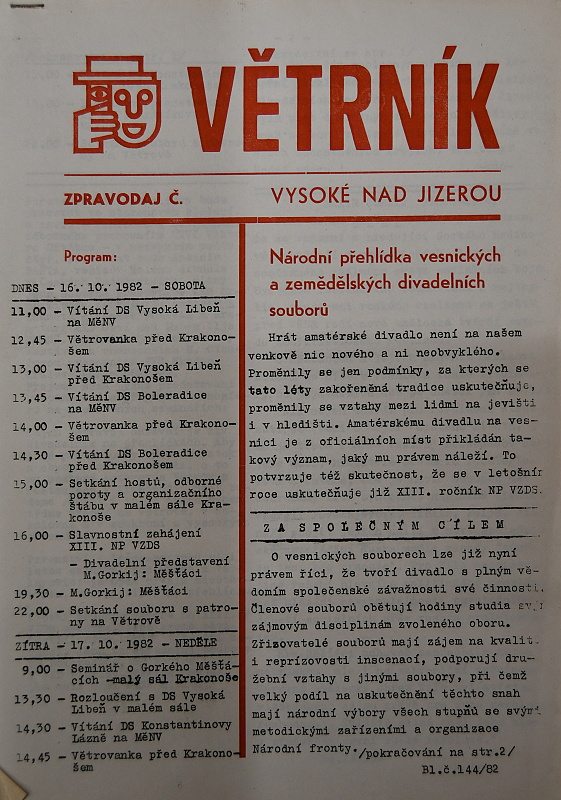 VĚTRNÍK
ZPRAVODAJ Č.
VYSOKÉ NAD JIZEROU
Program:
DNES - 16. 10. 1982 - SOBOTA
11,00 - Vítání DS Vysoká Libeň
na MěNV
12,45 - Větrovanka před Krakono-
šem
13,00 - Vítání DS Vysoká Libeň
před Krakonošem
13,45 - Vítání DS Boleradice
na MěNV
14,00 - Větrovanka před Krakono-
šem
14,30 - Vítání DS Boleradice
před Krakonošem
15,00 - Setkání hostů, odborné
poroty a organizačního
štábu v malém sále Kra-
konoše
16,00 - Slavnostní zahájení
XIII. NP VZDS
- Divadelní představení
M.Gorkij: Měšťáci
19,30 - M.Gorkij: Měšťáci
22,00 - Setkání souboru s patro-
ny na Větrově
ZÍTRA - 17. 10. 1982 - NEDĚLE
9,00 - Seminář o Gorkého Měšťá-
cích -malý sál Krakonoše
13,30 - Rozloučení s DS Vysoká
Libeň v malém sále
14,30 - Vítání DS Konstantinovy
Lázně na MěNV
14,45 - Větrovanka před Krakono-
šem
Národní přehlídka vesnických
a zemědělských divadelních
souborů
Hrát amatérské divadlo není na našem
venkově nic nového a ni neobvyklého.
Proměnily se jen podmínky, za kterých se
tato léty zakořeněná tradice uskutečňuje,
proměnily se vztahy mezi lidmi na jevišti
i v hledišti. Amatérskému divadlu na ves-
nici je z oficiálních míst přikládán ta-
kový význam, jaký mu právem náleží. To
potvrzuje též skutečnost, že se v letošním
roce uskutečňuje již XIII. ročník NP VZDS.
ZA SPOLEČNÝM CÍLEM
O vesnických souborech lze již nyní
právem říci, že tvoří divadlo s plným vě-
domím společenské závažnosti své činnosti.
Členové souborů obětují hodiny studia
zájmovým disciplinám zvoleného oboru.
Zřizovatelé souborů mají zájem na kvalitě
i reprízovosti inscenací, podporují dru-
žební vztahy s jinými soubory, při čemž
velký podíl na uskutečnění těchto snah
mají národní výbory všech stupňů se svými
metodickými zařízeními a organizace
Národní fronty. /pokračování na str.2/
Bl.č.144/82